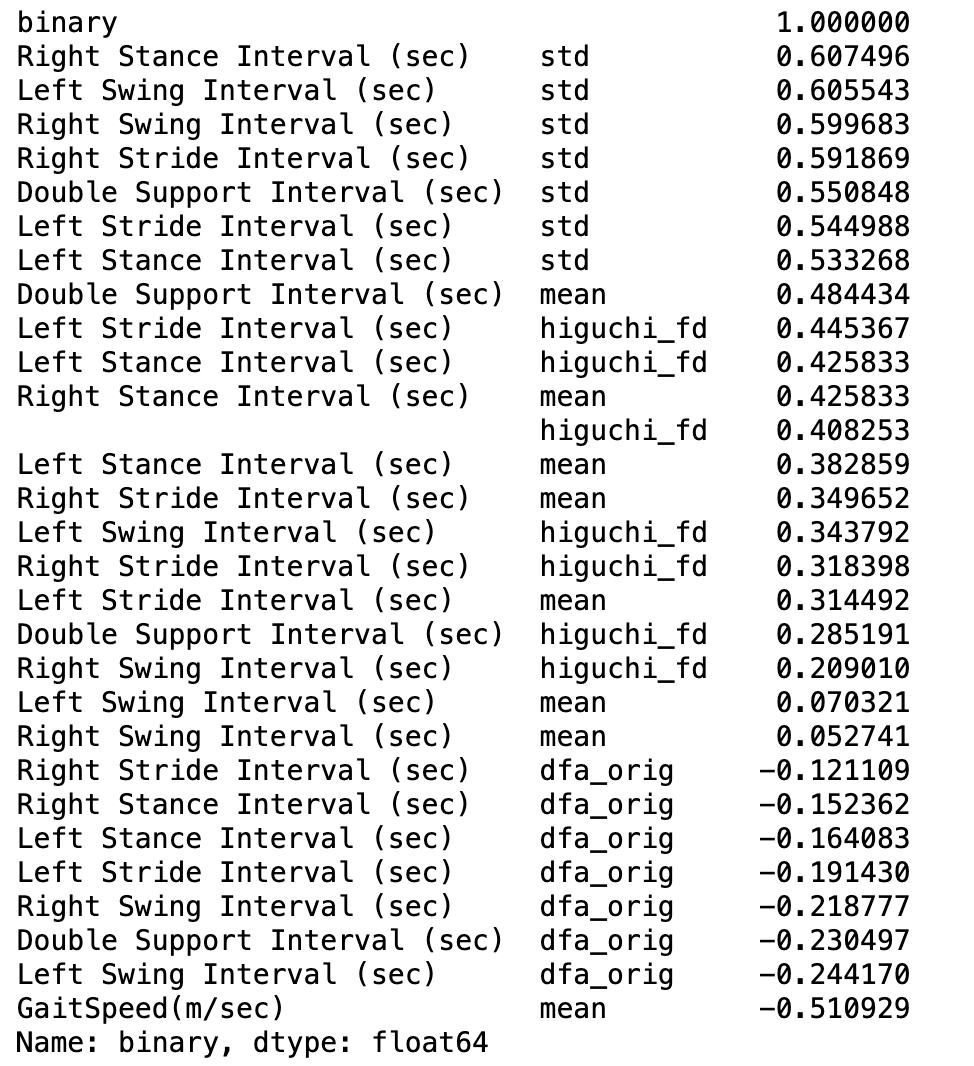 binary 1.000000
Right Stance Interval (sec) std 0.607496
Left Swing Interval (sec) std 0.605543
Right Swing Interval (sec) std 0.599683
Right Stride Interval (sec) std 0.591869
Double Support Interval (sec) std 0.550848
Left Stride Interval (sec) std 0.544988
Left Stance Interval (sec) std 0.533268
Double Support Interval (sec) mean 0.484434
Left Stride Interval (sec) higuchi_fd 0.445367
Left Stance Interval (sec) higuchi_fd 0.425833
Right Stance Interval (sec) mean 0.425833
higuchi_fd 0.408253
Left Stance Interval (sec) mean 0.382859
Right Stride Interval (sec) mean 0.349652
Left Swing Interval (sec) higuchi_fd 0.343792
Right Stride Interval (sec) higuchi_fd 0.318398
Left Stride Interval (sec) mean 0.314492
Double Support Interval (sec) higuchi_fd 0.285191
Right Swing Interval (sec) higuchi_fd 0.209010
Left Swing Interval (sec) mean 0.070321
Right Swing Interval (sec) mean 0.052741
Right Stride Interval (sec) dfa_orig -0.121109
Right Stance Interval (sec) dfa_orig -0.152362
Left Stance Interval (sec) dfa_orig -0.164083
Left Stride Interval (sec) dfa_orig -0.191430
Right Swing Interval (sec) dfa_orig -0.218777
Double Support Interval (sec) dfa_orig -0.230497
Left Swing Interval (sec) dfa_orig -0.244170
GaitSpeed(m/sec) mean -0.510929
Name: binary, dtype: float64